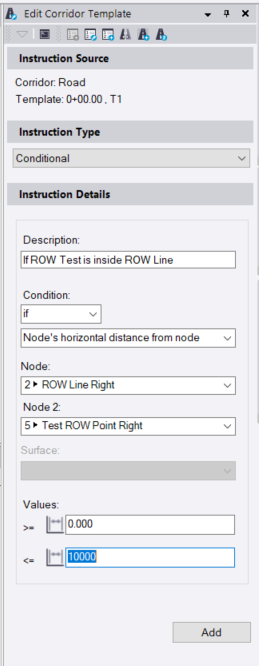 Edit Corridor Template
Instruction Source
Corridor: Road
Template: 0+00.00 , T1
Instruction Type
Conditional
Instruction Details
Description:
If ROW Test is inside ROW Line
Condition:
if
Node's horizontal distance from node
Node:
2 ▸ ROW Line Right
Node 2:
5 ▸ Test ROW Point Right
Surface:
Values:
>= 0.000
<= 10000
Add